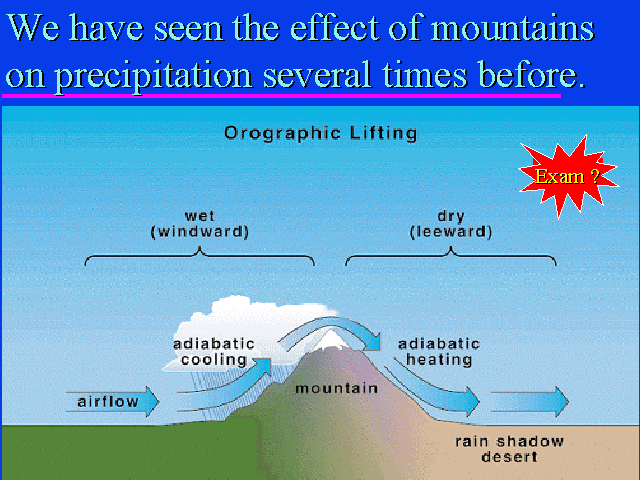 We have seen the effect of mountains
on precipitation several times before.
Orographic Lifting
Exam ?
wet
(windward)
dry
(leeward)
adiabatic
cooling
adiabatic
heating
mountain
airflow
rain shadow
desert